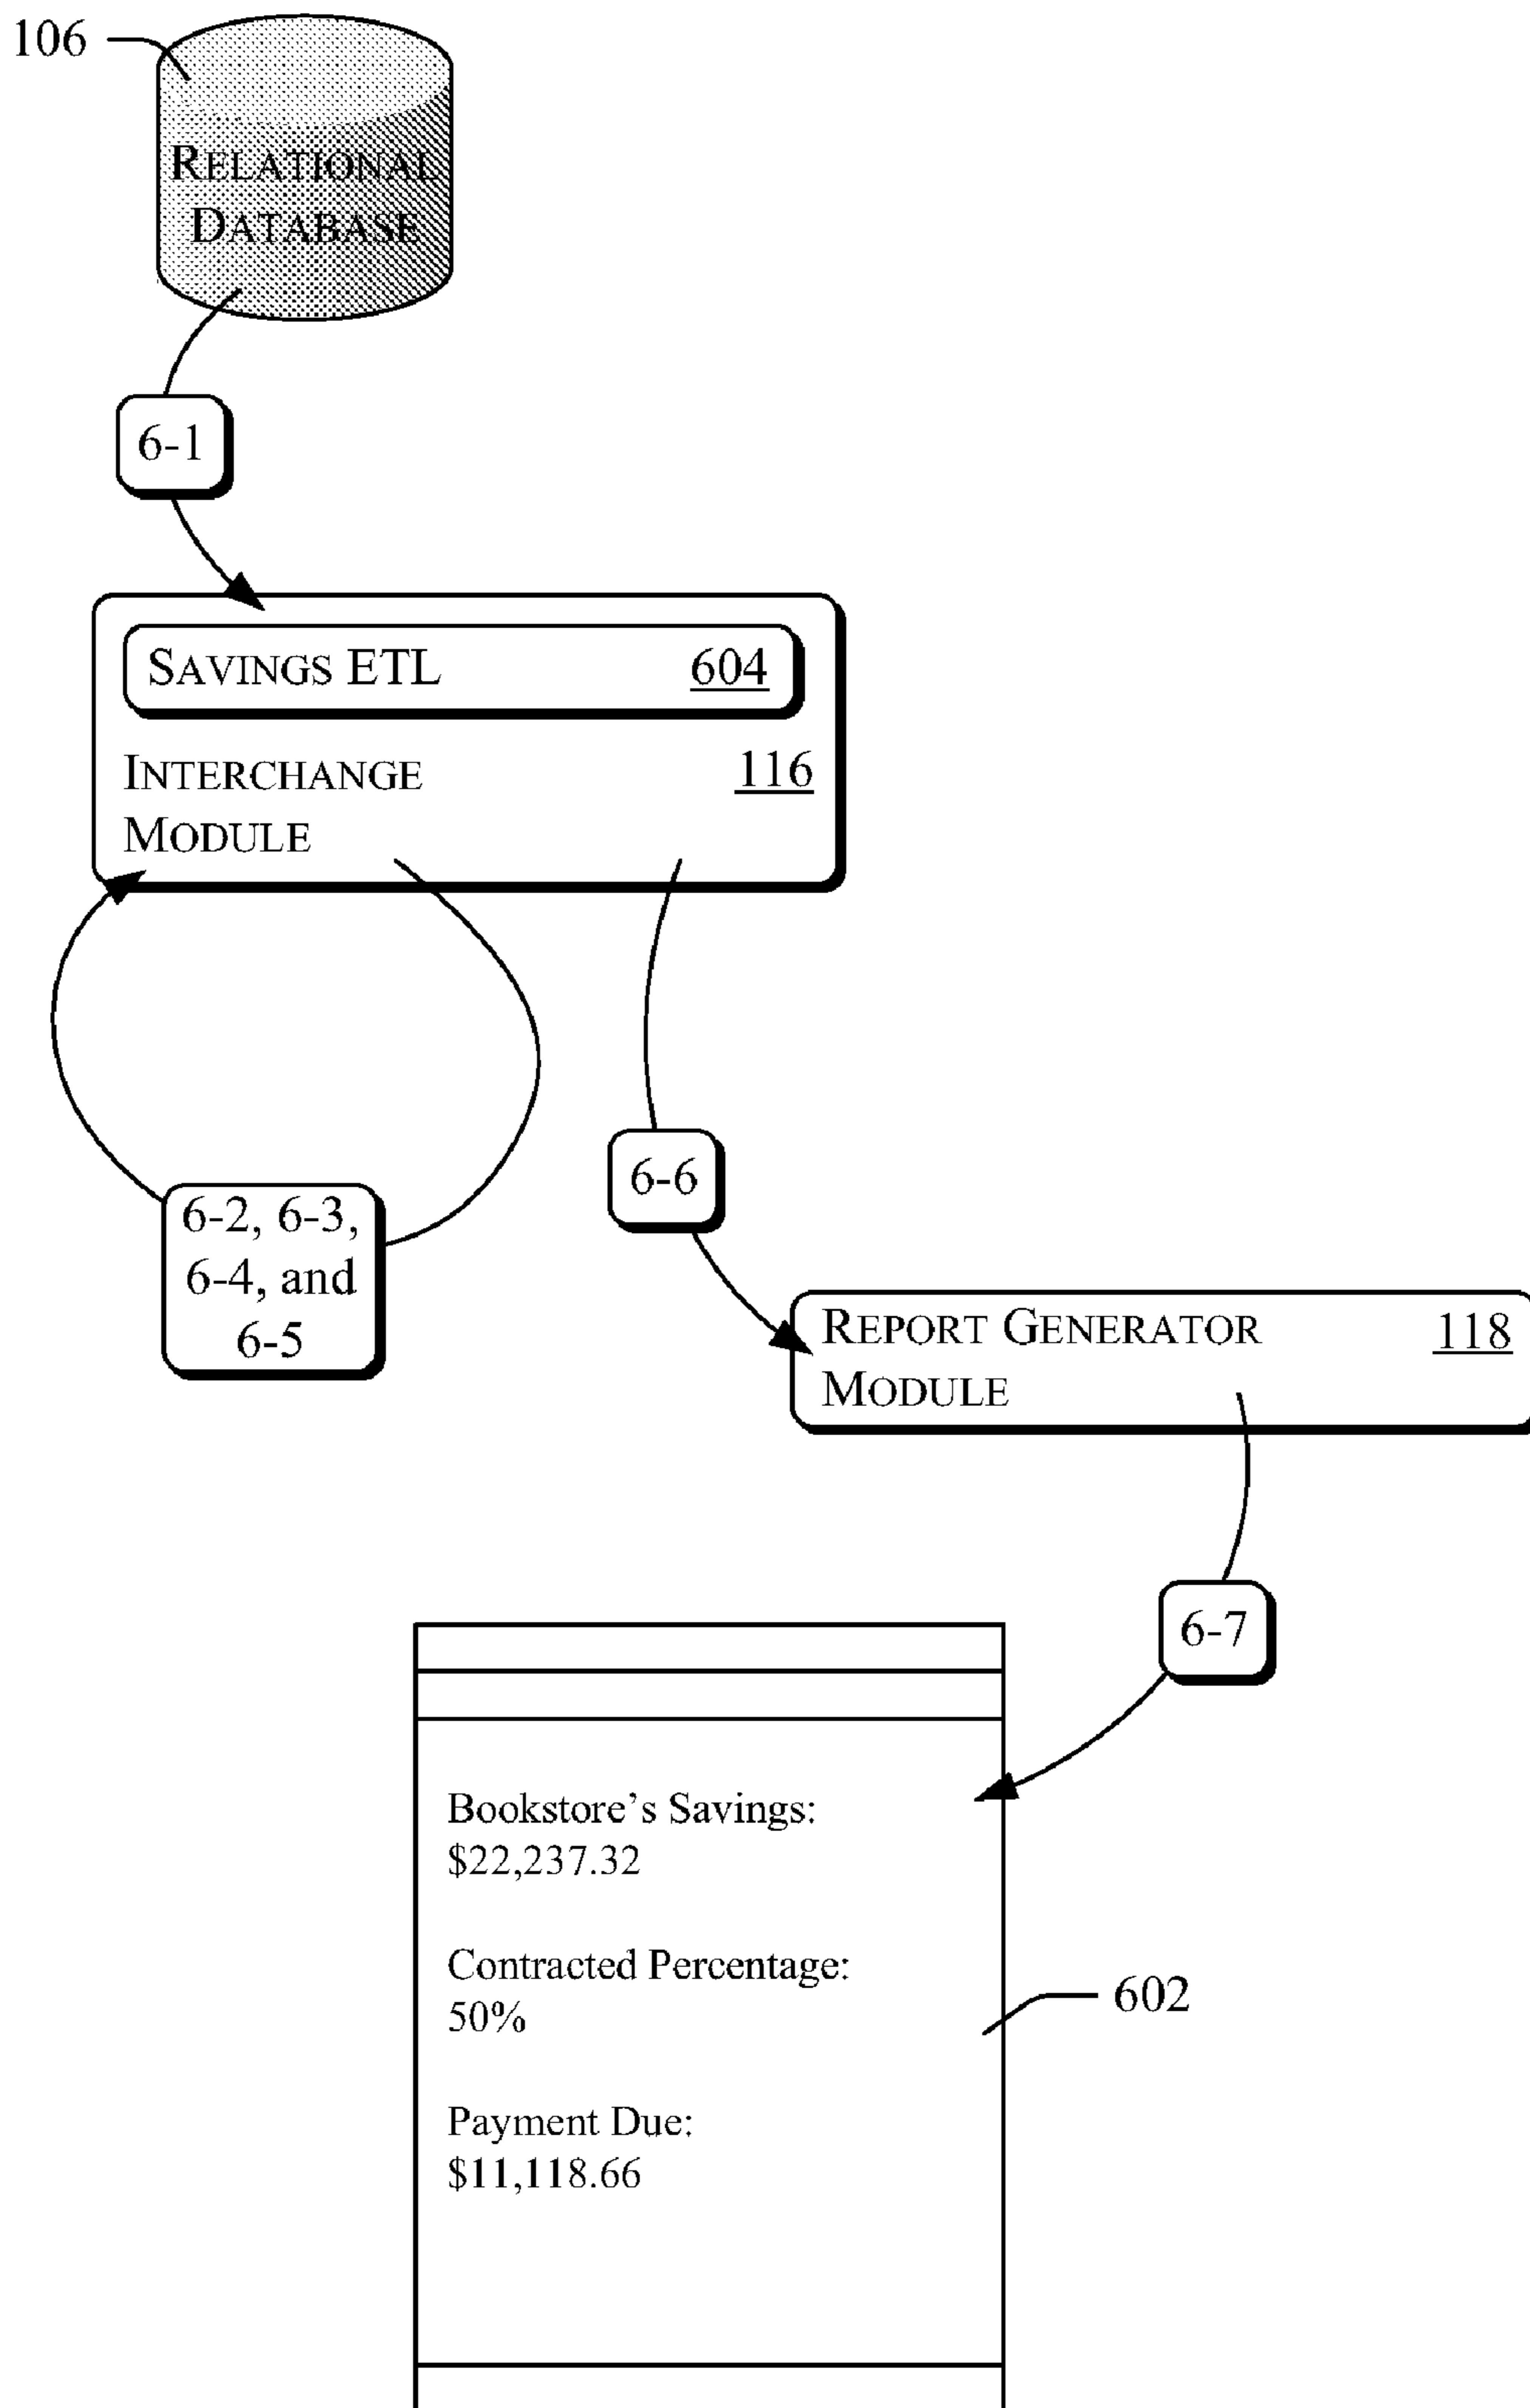 106
RELATIONAL
DATABASE
6-1
SAVINGS ETL 604
INTERCHANGE 116
MODULE
6-6
6-2, 6-3,
6-4, and
6-5
REPORT GENERATOR 118
MODULE
6-7
Bookstore’s Savings:
$22,237.32
Contracted Percentage:
50%
602
Payment Due:
$11,118.66